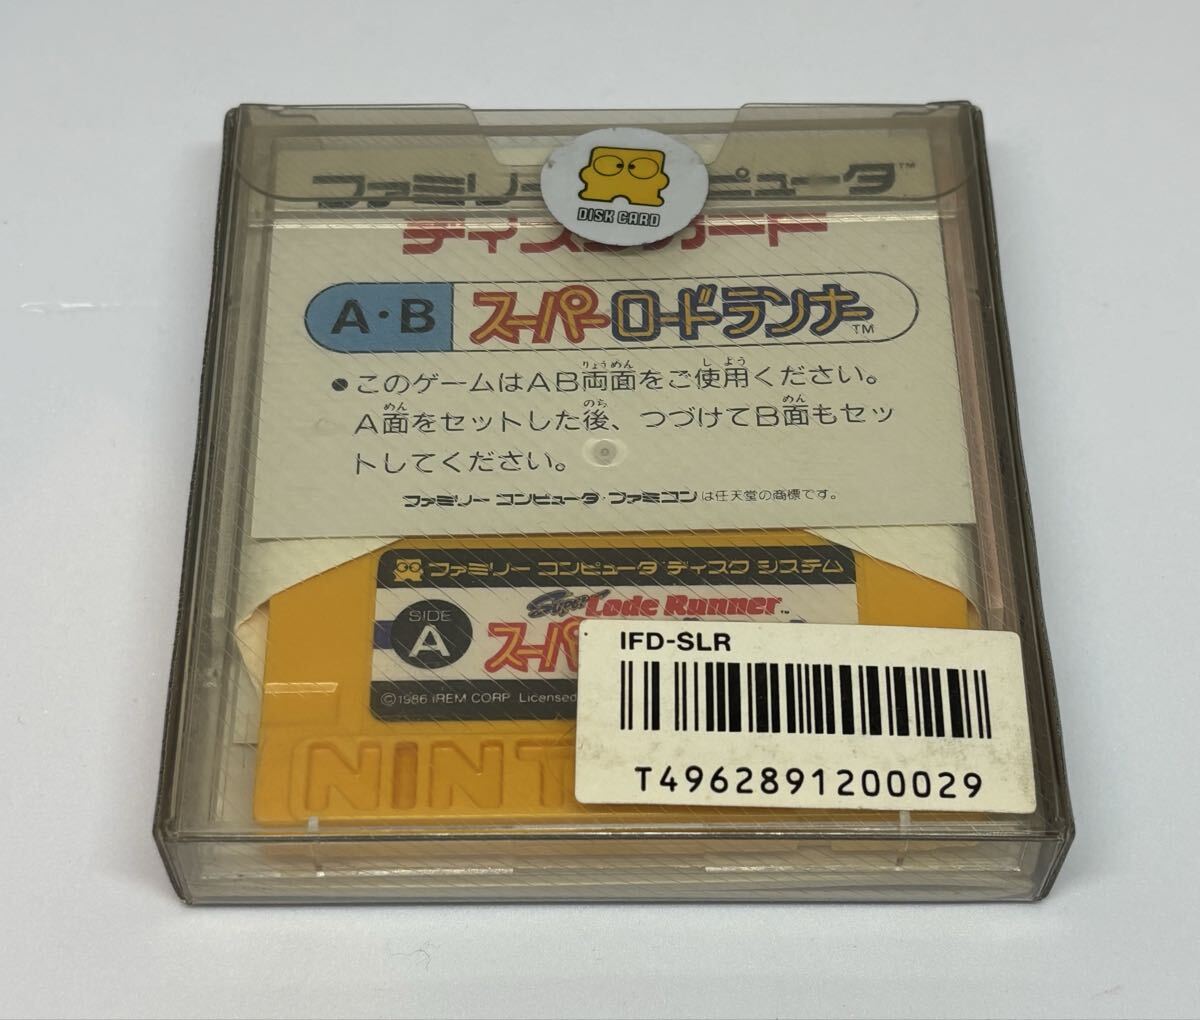 ファミリー コンピュータ™
DISK CARD
ディスクカード
A・B スーパーロードランナー™
●このゲームはAB両面をご使用ください。
A面をセットした後、つづけてB面もセッ
トしてください。
ファミリー コンピュータ・ファミコンは任天堂の商標です。
ファミリー コンピュータ ディスク システム
SIDE A
Super Lode Runner™
スーパ
©1986 IREM CORP. Licensed
NINT
IFD-SLR
T4962891200029